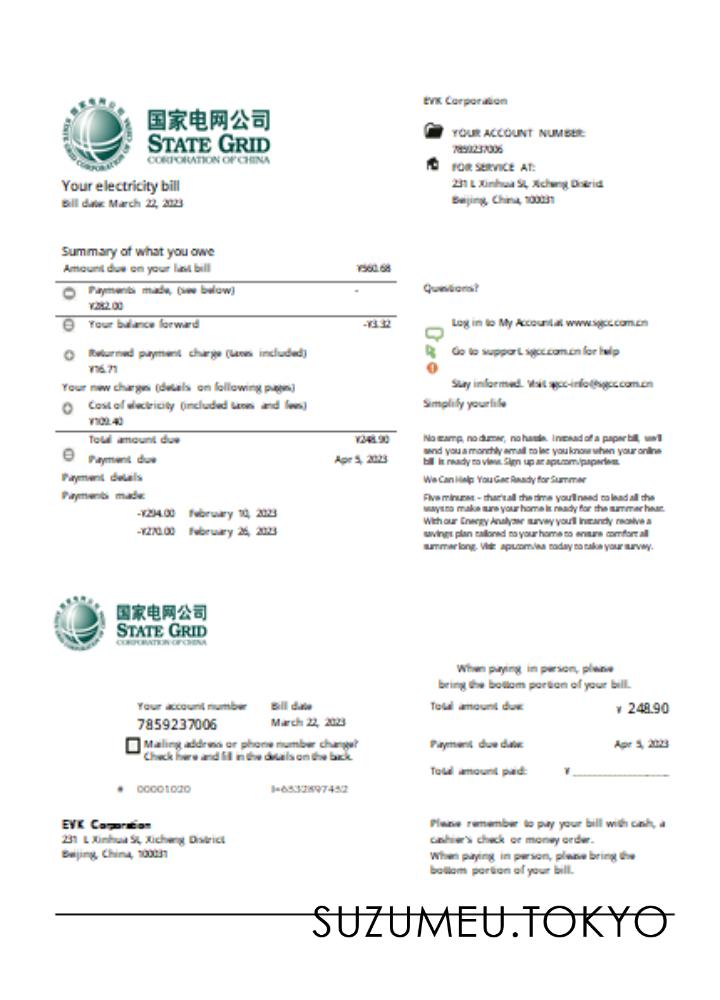 国家电网公司
STATE GRID
CORPORATION OF CHINA
Your electricity bill
Bill date: March 22, 2023
EVK Corporation
YOUR ACCOUNT NUMBER:
7859237006
FOR SERVICE AT:
231 L Xinhua St, Xicheng District
Beijing, China, 100031
Summary of what you owe
Amount due on your last bill ¥560.68
Payments made, (see below) -
¥282.00
Your balance forward -¥3.32
Returned payment charge (taxes included)
¥16.71
Your new charges (details on following pages)
Cost of electricity (included taxes and fees)
¥109.40
Total amount due ¥248.90
Payment due Apr 5, 2023
Payment details
Payments made:
-¥294.00 February 10, 2023
-¥270.00 February 26, 2023
Questions?
Log in to My Account at www.sgcc.com.cn
Go to support. sgcc.com.cn for help
Stay informed. Visit sgcc-info@sgcc.com.cn
Simplify your life
No stamp, no clutter, no hassle. Instead of a paper bill, we'll
send you a monthly email to let you know when your online
bill is ready to view. Sign up at aps.com/paperless.
We Can Help You Get Ready for Summer
Five minutes – that's all the time you'll need to lead all the
ways to make sure your home is ready for the summer heat.
With our Energy Analyzer survey you'll instantly receive a
savings plan tailored to your home to ensure comfort all
summer long. Visit aps.com/ea today to take your survey.
国家电网公司
STATE GRID
CORPORATION OF CHINA
When paying in person, please
bring the bottom portion of your bill.
Your account number Bill date
7859237006 March 22, 2023
Mailing address or phone number change?
Check here and fill in the details on the back.
# 00001020 I=6532897452
Total amount due: ¥ 248.90
Payment due date: Apr 5, 2023
Total amount paid: ¥
EVK Corporation
231 L Xinhua St, Xicheng District
Beijing, China, 100031
Please remember to pay your bill with cash, a
cashier's check or money order.
When paying in person, please bring the
bottom portion of your bill.
SUZUMEU.TOKYO